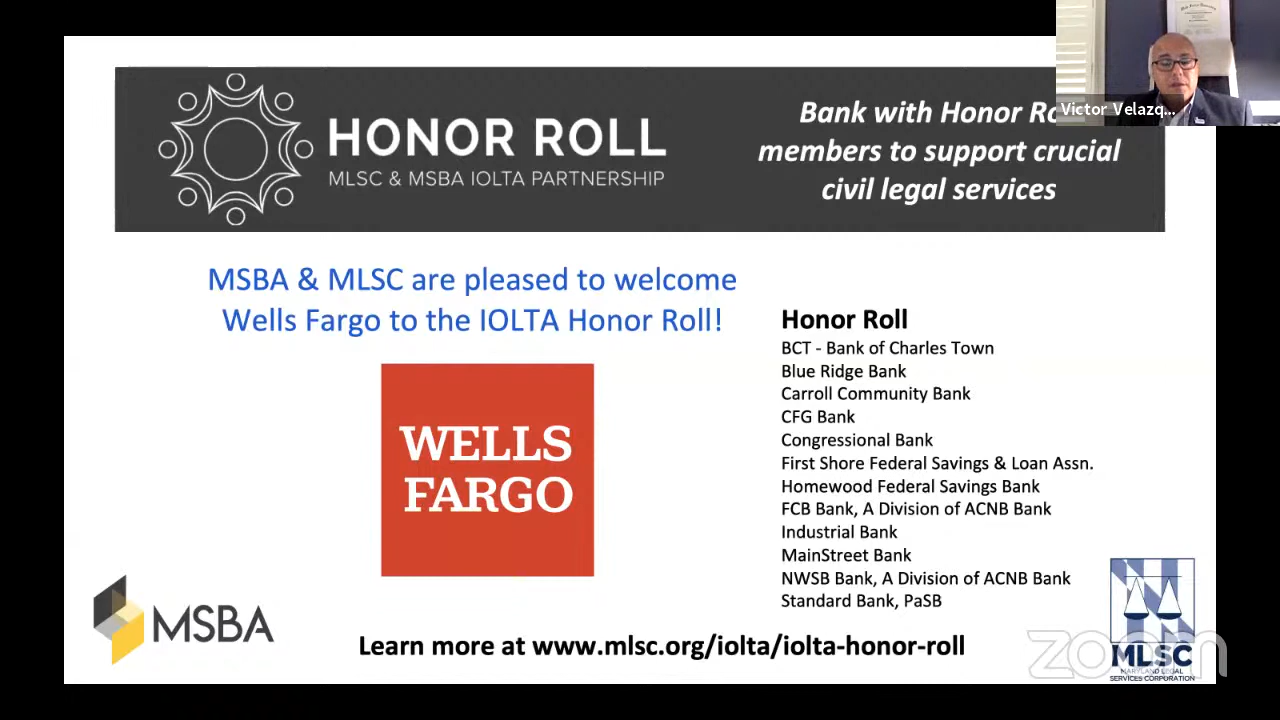 HONOR ROLL
MLSC & MSBA IOLTA PARTNERSHIP
Bank with Honor
members to support crucial
civil legal services
Victor Velazq...
MSBA & MLSC are pleased to welcome
Wells Fargo to the IOLTA Honor Roll!
WELLS
FARGO
Honor Roll
BCT - Bank of Charles Town
Blue Ridge Bank
Carroll Community Bank
CFG Bank
Congressional Bank
First Shore Federal Savings & Loan Assn.
Homewood Federal Savings Bank
FCB Bank, A Division of ACNB Bank
Industrial Bank
MainStreet Bank
NWSB Bank, A Division of ACNB Bank
Standard Bank, PaSB
MSBA
Learn more at www.mlsc.org/iolta/iolta-honor-roll
MLSC
MARYLAND LEGAL
SERVICES CORPORATION
zoom